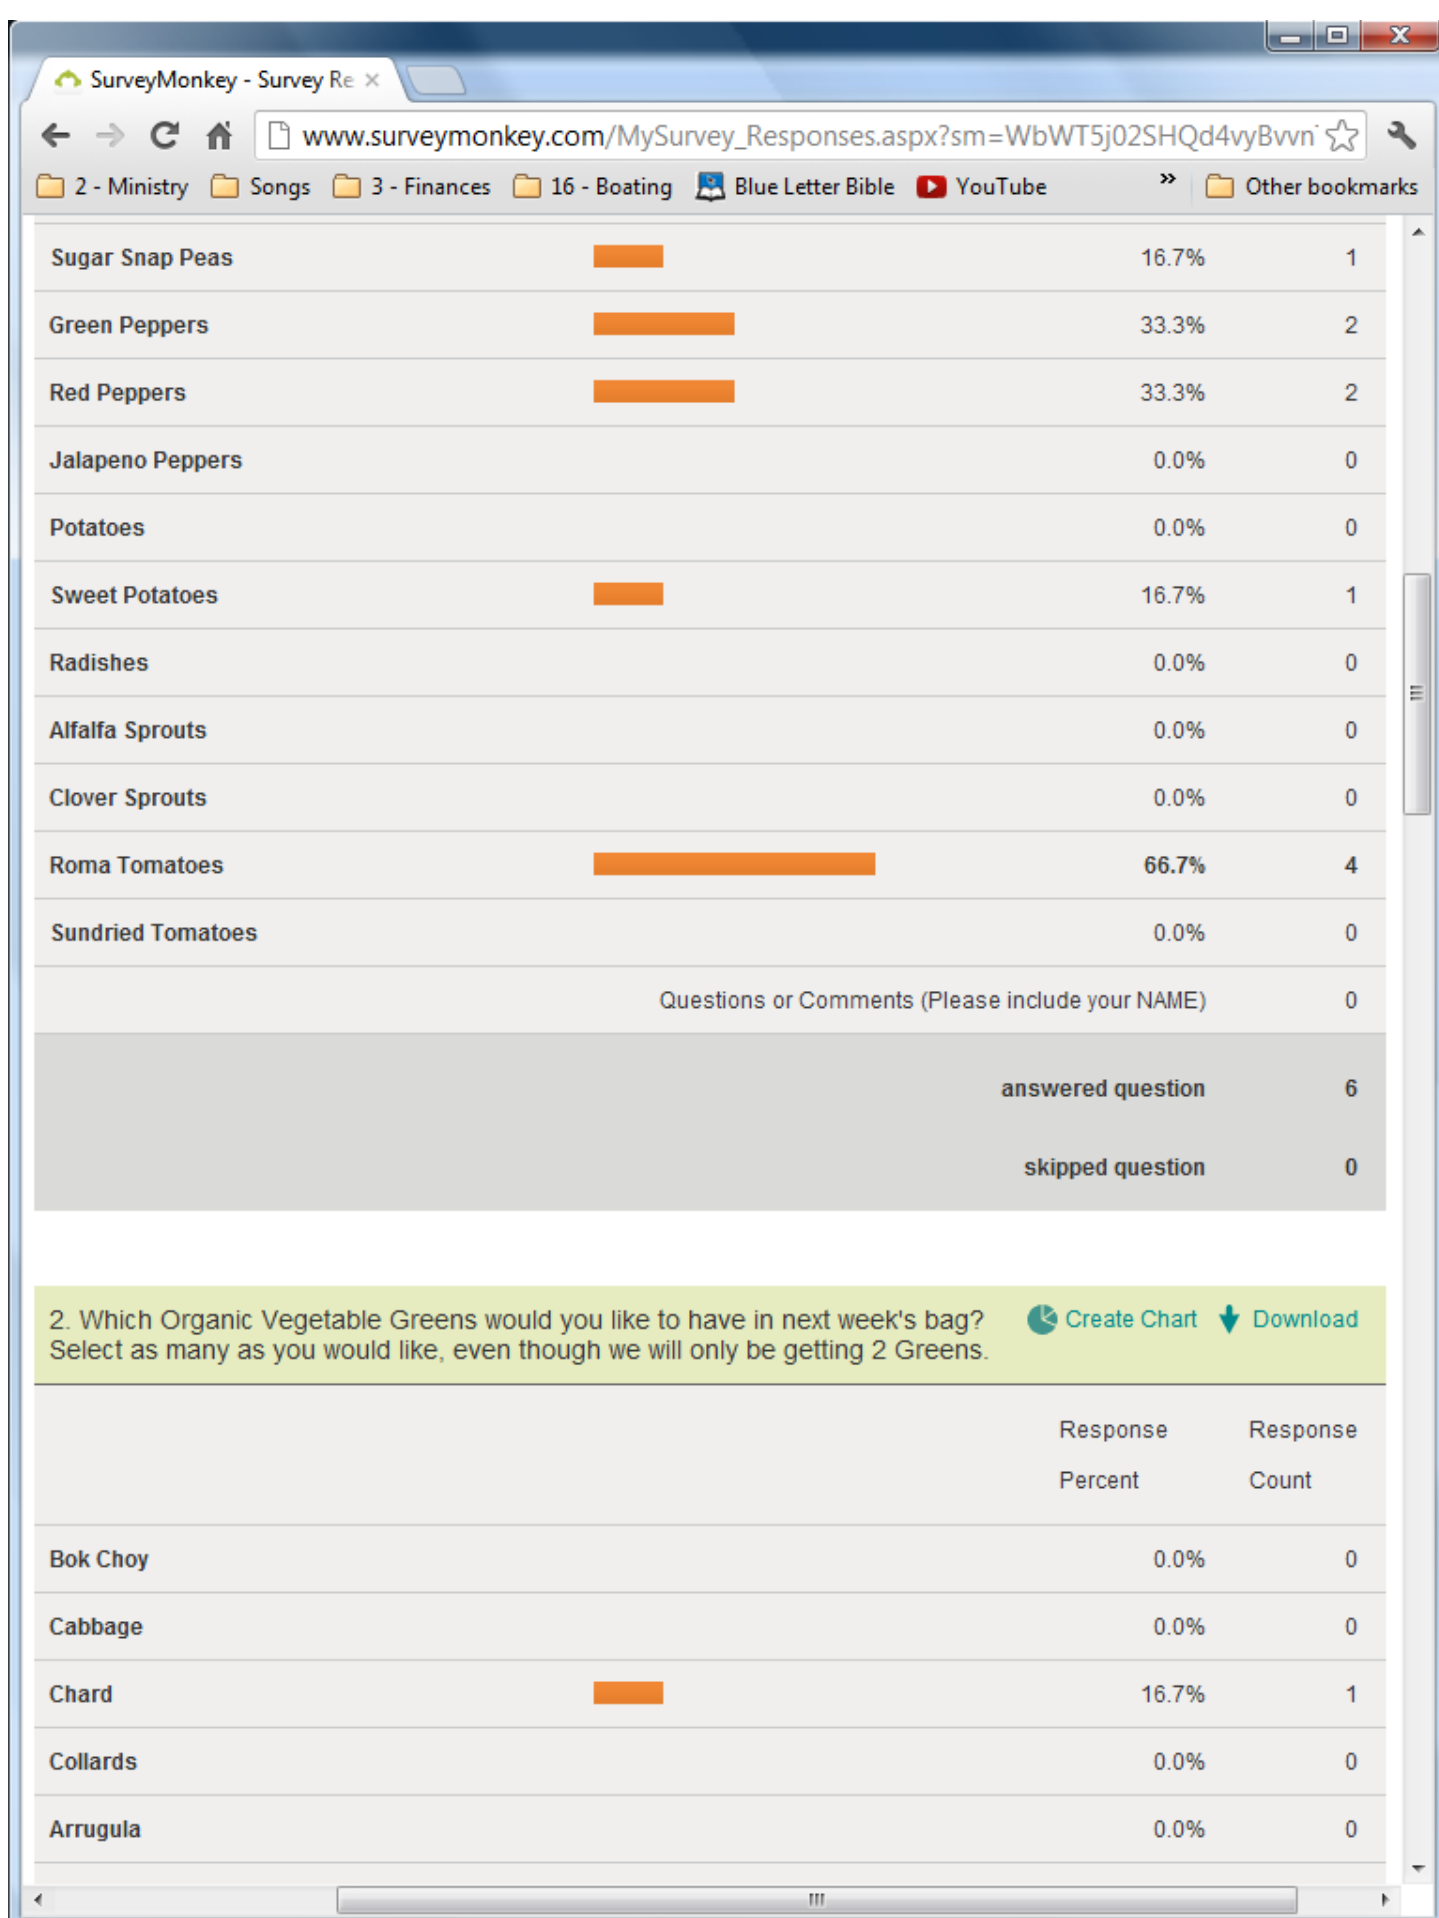 SurveyMonkey - Survey Re
www.surveymonkey.com/MySurvey_Responses.aspx?sm=WbWT5j02SHQd4vyBvvn
2 - Ministry Songs 3 - Finances 16 - Boating Blue Letter Bible YouTube » Other bookmarks
Sugar Snap Peas 16.7% 1
Green Peppers 33.3% 2
Red Peppers 33.3% 2
Jalapeno Peppers 0.0% 0
Potatoes 0.0% 0
Sweet Potatoes 16.7% 1
Radishes 0.0% 0
Alfalfa Sprouts 0.0% 0
Clover Sprouts 0.0% 0
Roma Tomatoes 66.7% 4
Sundried Tomatoes 0.0% 0
Questions or Comments (Please include your NAME) 0
answered question 6
skipped question 0
2. Which Organic Vegetable Greens would you like to have in next week's bag? Create Chart Download
Select as many as you would like, even though we will only be getting 2 Greens.
Response Response
Percent Count
Bok Choy 0.0% 0
Cabbage 0.0% 0
Chard 16.7% 1
Collards 0.0% 0
Arrugula 0.0% 0